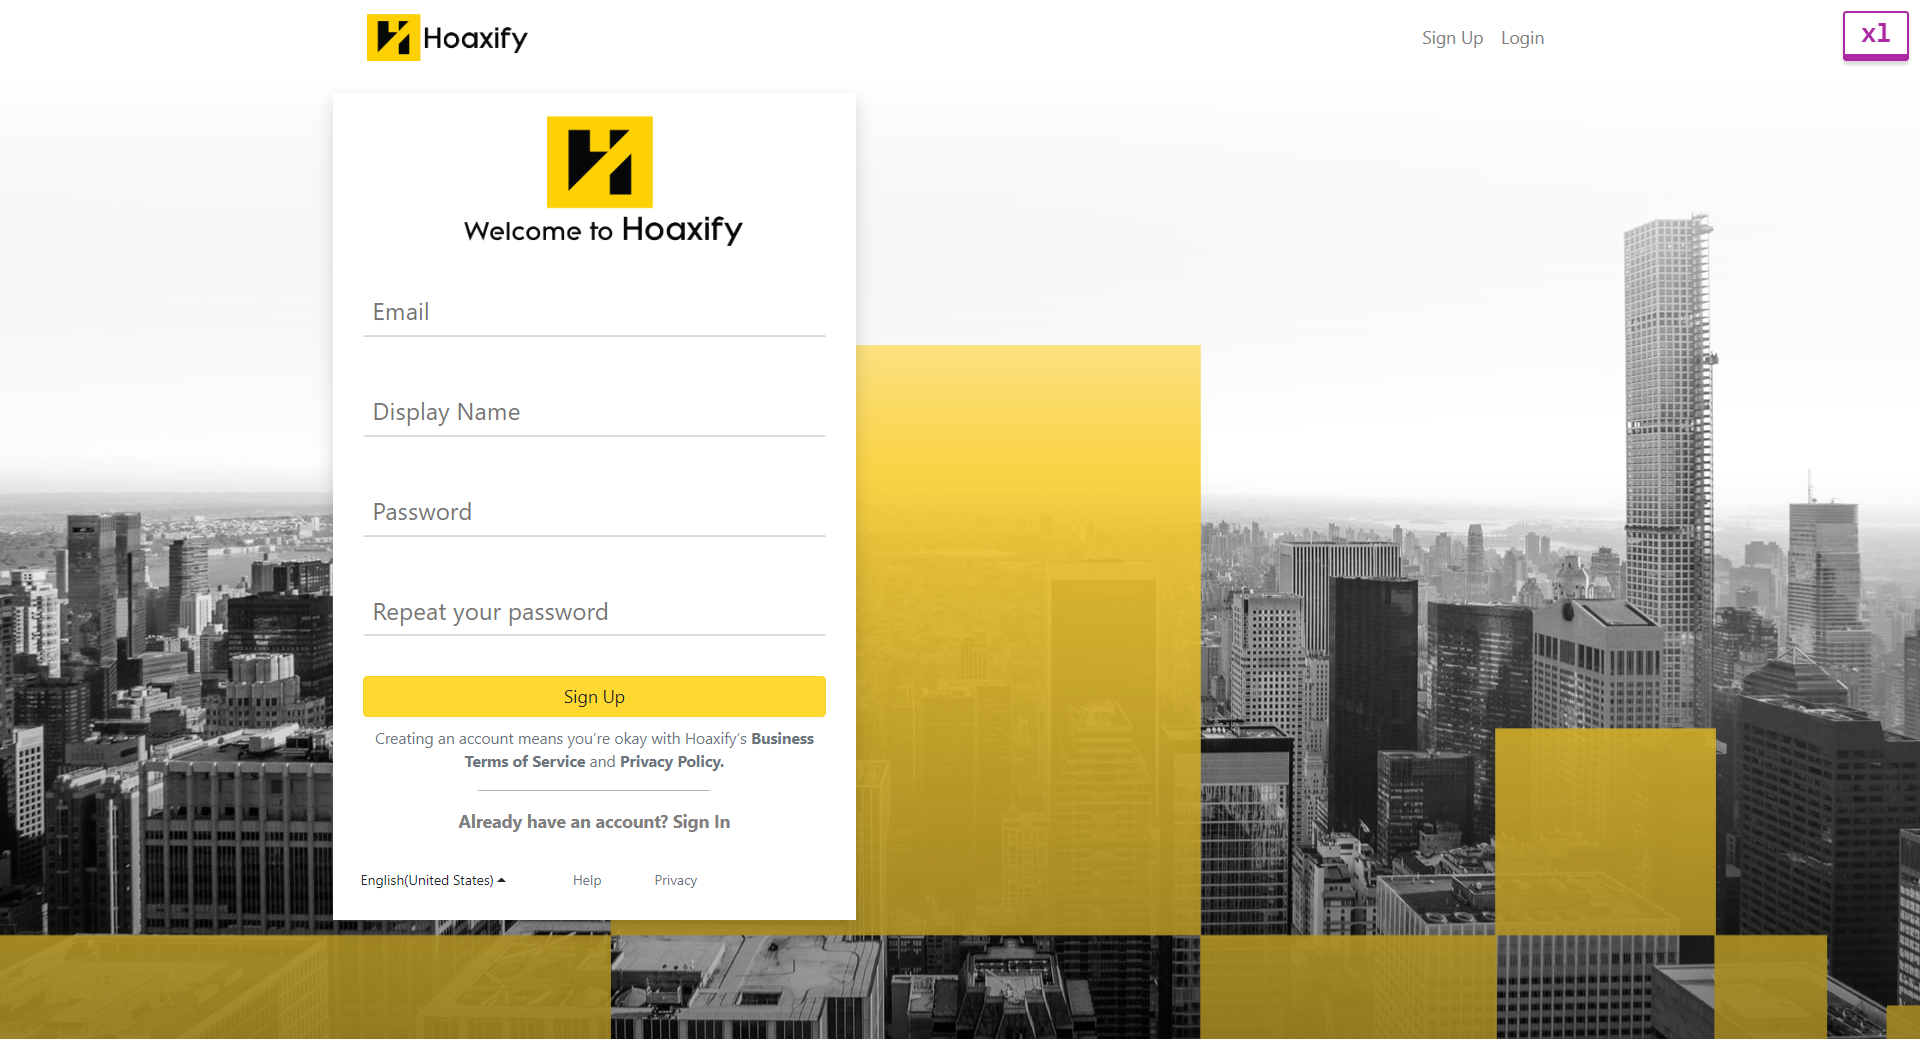 Hoaxify
Sign Up
Login
xl
Welcome to Hoaxify
Email
Display Name
Password
Repeat your password
Sign Up
Creating an account means you’re okay with Hoaxify’s Business
Terms of Service and Privacy Policy.
Already have an account? Sign In
English(United States)
Help
Privacy